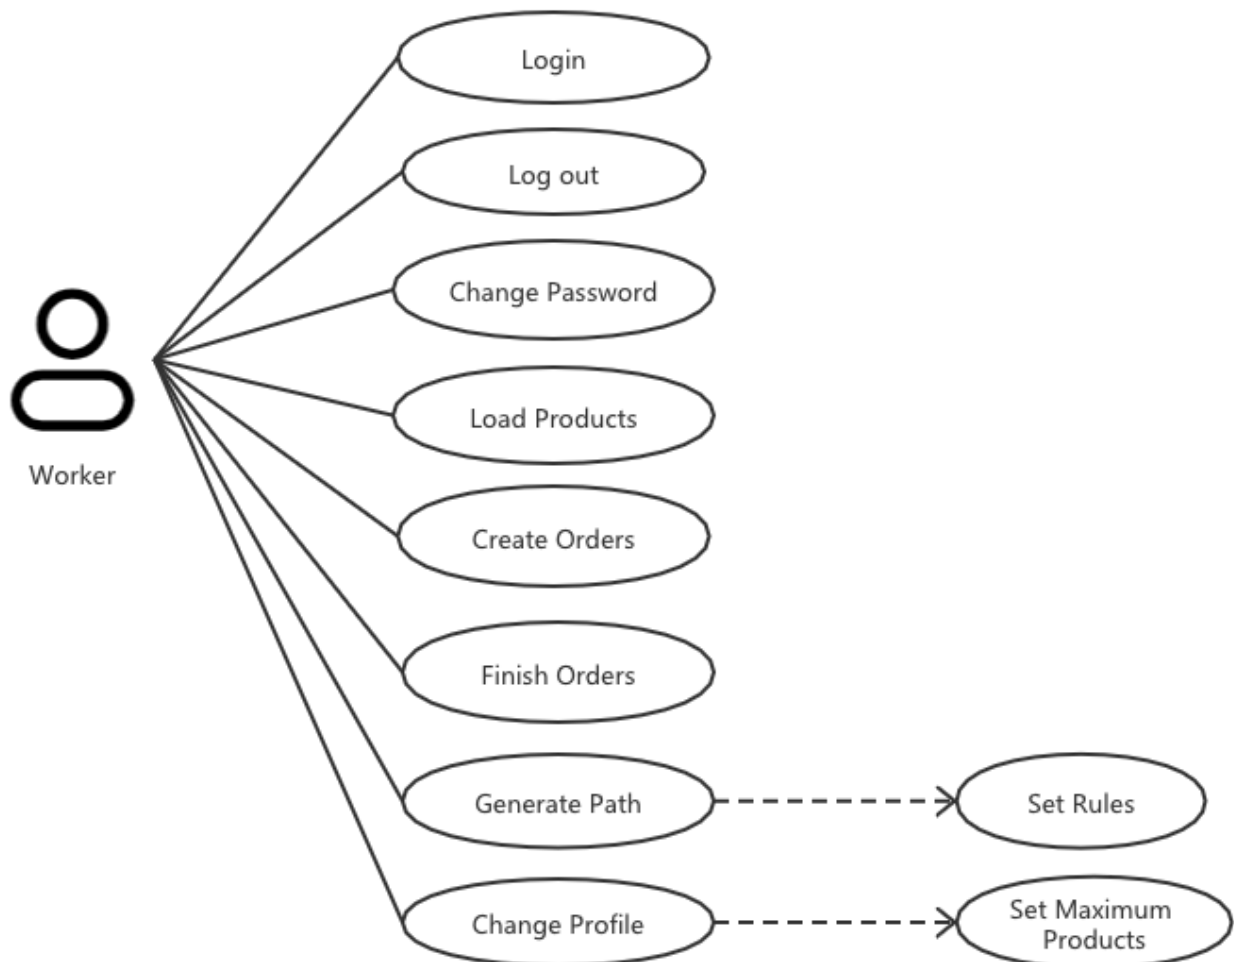 Login
Log out
Change Password
Load Products
Worker
Create Orders
Finish Orders
Generate Path
Set Rules
Change Profile
Set Maximum
Products